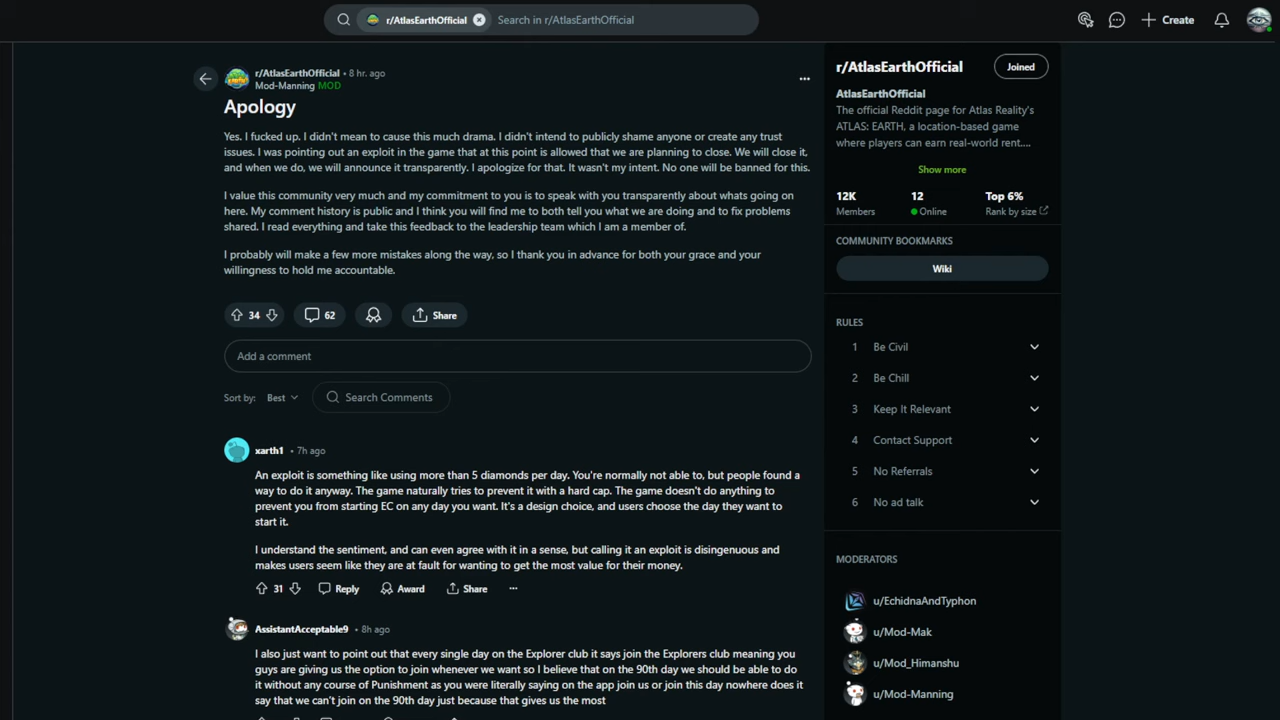 r/AtlasEarthOfficial
Search in r/AtlasEarthOfficial
Create
r/AtlasEarthOfficial • 8 hr. ago
Mod-Manning MOD
Apology
Yes. I fucked up. I didn't mean to cause this much drama. I didn't intend to publicly shame anyone or create any trust
issues. I was pointing out an exploit in the game that at this point is allowed that we are planning to close. We will close it,
and when we do, we will announce it transparently. I apologize for that. It wasn't my intent. No one will be banned for this.
I value this community very much and my commitment to you is to speak with you transparently about whats going on
here. My comment history is public and I think you will find me to both tell you what we are doing and to fix problems
shared. I read everything and take this feedback to the leadership team which I am a member of.
I probably will make a few more mistakes along the way, so I thank you in advance for both your grace and your
willingness to hold me accountable.
34
62
Share
Add a comment
Sort by: Best
Search Comments
xarth1 • 7h ago
An exploit is something like using more than 5 diamonds per day. You're normally not able to, but people found a
way to do it anyway. The game naturally tries to prevent it with a hard cap. The game doesn't do anything to
prevent you from starting EC on any day you want. It's a design choice, and users choose the day they want to
start it.
I understand the sentiment, and can even agree with it in a sense, but calling it an exploit is disingenuous and
makes users seem like they are at fault for wanting to get the most value for their money.
31 Reply Award Share
AssistantAcceptable9 • 8h ago
I also just want to point out that every single day on the Explorer club it says join the Explorers club meaning you
guys are giving us the option to join whenever we want so I believe that on the 90th day we should be able to do
it without any course of Punishment as you were literally saying on the app join us or join this day nowhere does it
say that we can't join on the 90th day just because that gives us the most
r/AtlasEarthOfficial
Joined
AtlasEarthOfficial
The official Reddit page for Atlas Reality's
ATLAS: EARTH, a location-based game
where players can earn real-world rent....
Show more
12K 12 Top 6%
Members Online Rank by size
COMMUNITY BOOKMARKS
Wiki
RULES
1 Be Civil
2 Be Chill
3 Keep It Relevant
4 Contact Support
5 No Referrals
6 No ad talk
MODERATORS
u/EchidnaAndTyphon
u/Mod-Mak
u/Mod_Himanshu
u/Mod-Manning